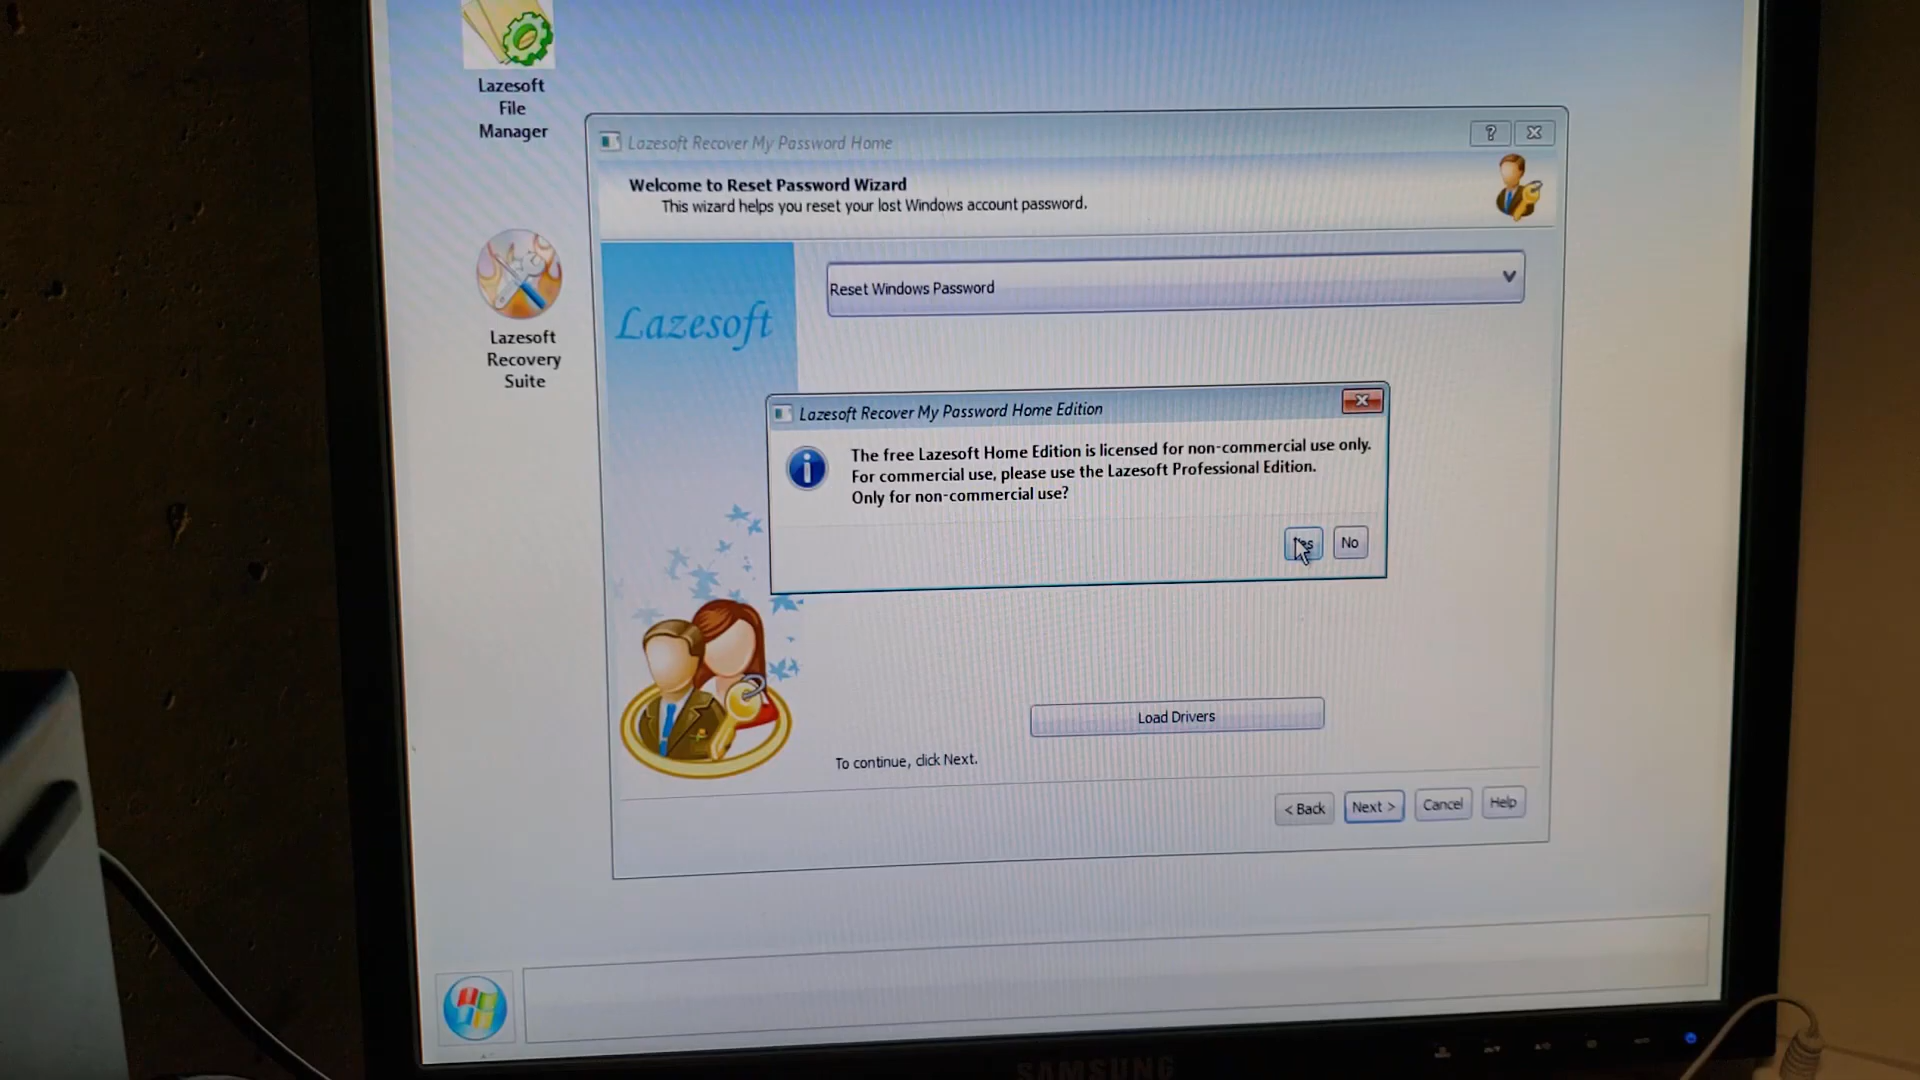 Lazesoft
File
Manager
Lazesoft
Recovery
Suite
Lazesoft Recover My Password Home
?
Welcome to Reset Password Wizard
This wizard helps you reset your lost Windows account password.
Lazesoft
Reset Windows Password
Lazesoft Recover My Password Home Edition
The free Lazesoft Home Edition is licensed for non-commercial use only.
For commercial use, please use the Lazesoft Professional Edition.
Only for non-commercial use?
Yes
No
Load Drivers
To continue, click Next.
< Back
Next >
Cancel
Help
SAMSUNG